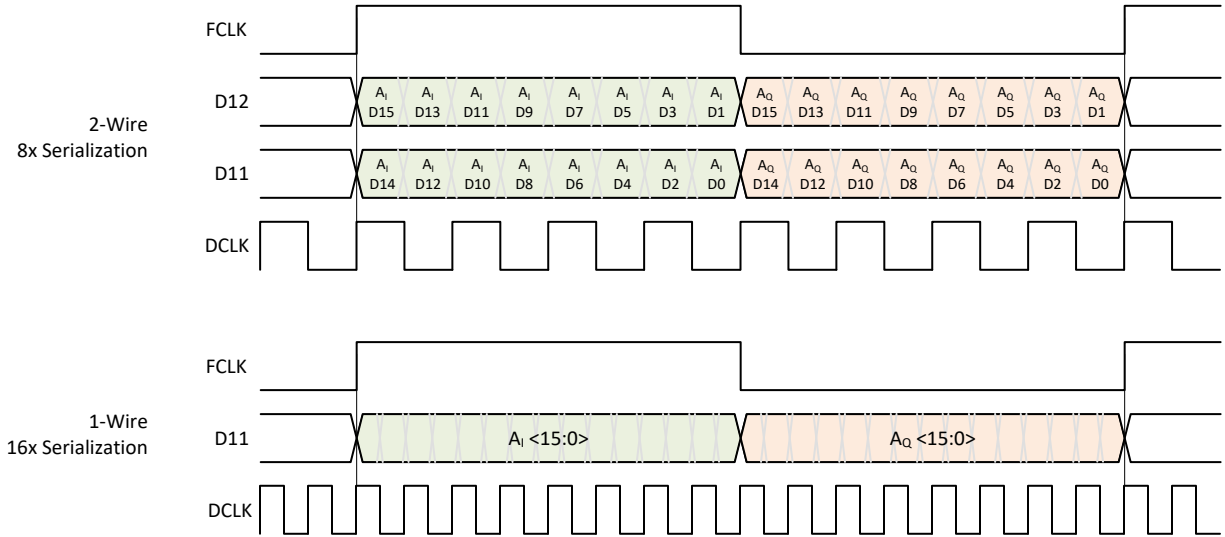 FCLK
2-Wire
8x Serialization
D12
A_I A_I A_I A_I A_I A_I A_I A_I A_Q A_Q A_Q A_Q A_Q A_Q A_Q A_Q
D15 D13 D11 D9 D7 D5 D3 D1 D15 D13 D11 D9 D7 D5 D3 D1
D11
A_I A_I A_I A_I A_I A_I A_I A_I A_Q A_Q A_Q A_Q A_Q A_Q A_Q A_Q
D14 D12 D10 D8 D6 D4 D2 D0 D14 D12 D10 D8 D6 D4 D2 D0
DCLK
FCLK
1-Wire
16x Serialization
D11
A_I <15:0> A_Q <15:0>
DCLK